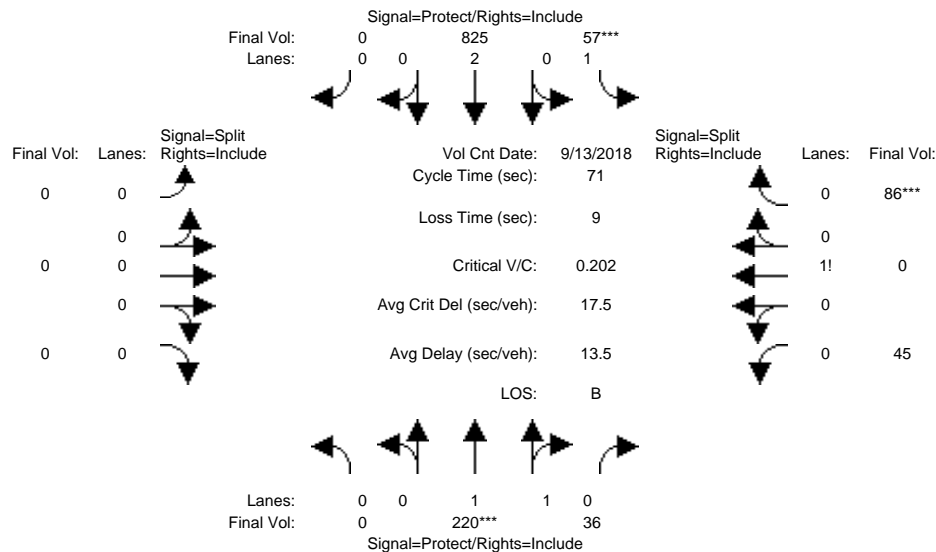 Signal=Protect/Rights=Include
Final Vol: 0 825 57***
Lanes: 0 0 2 0 1
Signal=Split
Final Vol: Lanes: Rights=Include
Vol Cnt Date: 9/13/2018
Signal=Split
Rights=Include Lanes: Final Vol:
Cycle Time (sec): 71
0 0
0 86***
Loss Time (sec): 9
0
0
0 0
Critical V/C: 0.202
1! 0
0
Avg Crit Del (sec/veh): 17.5
0
0 0
Avg Delay (sec/veh): 13.5
0 45
LOS: B
Lanes: 0 0 1 1 0
Final Vol: 0 220*** 36
Signal=Protect/Rights=Include